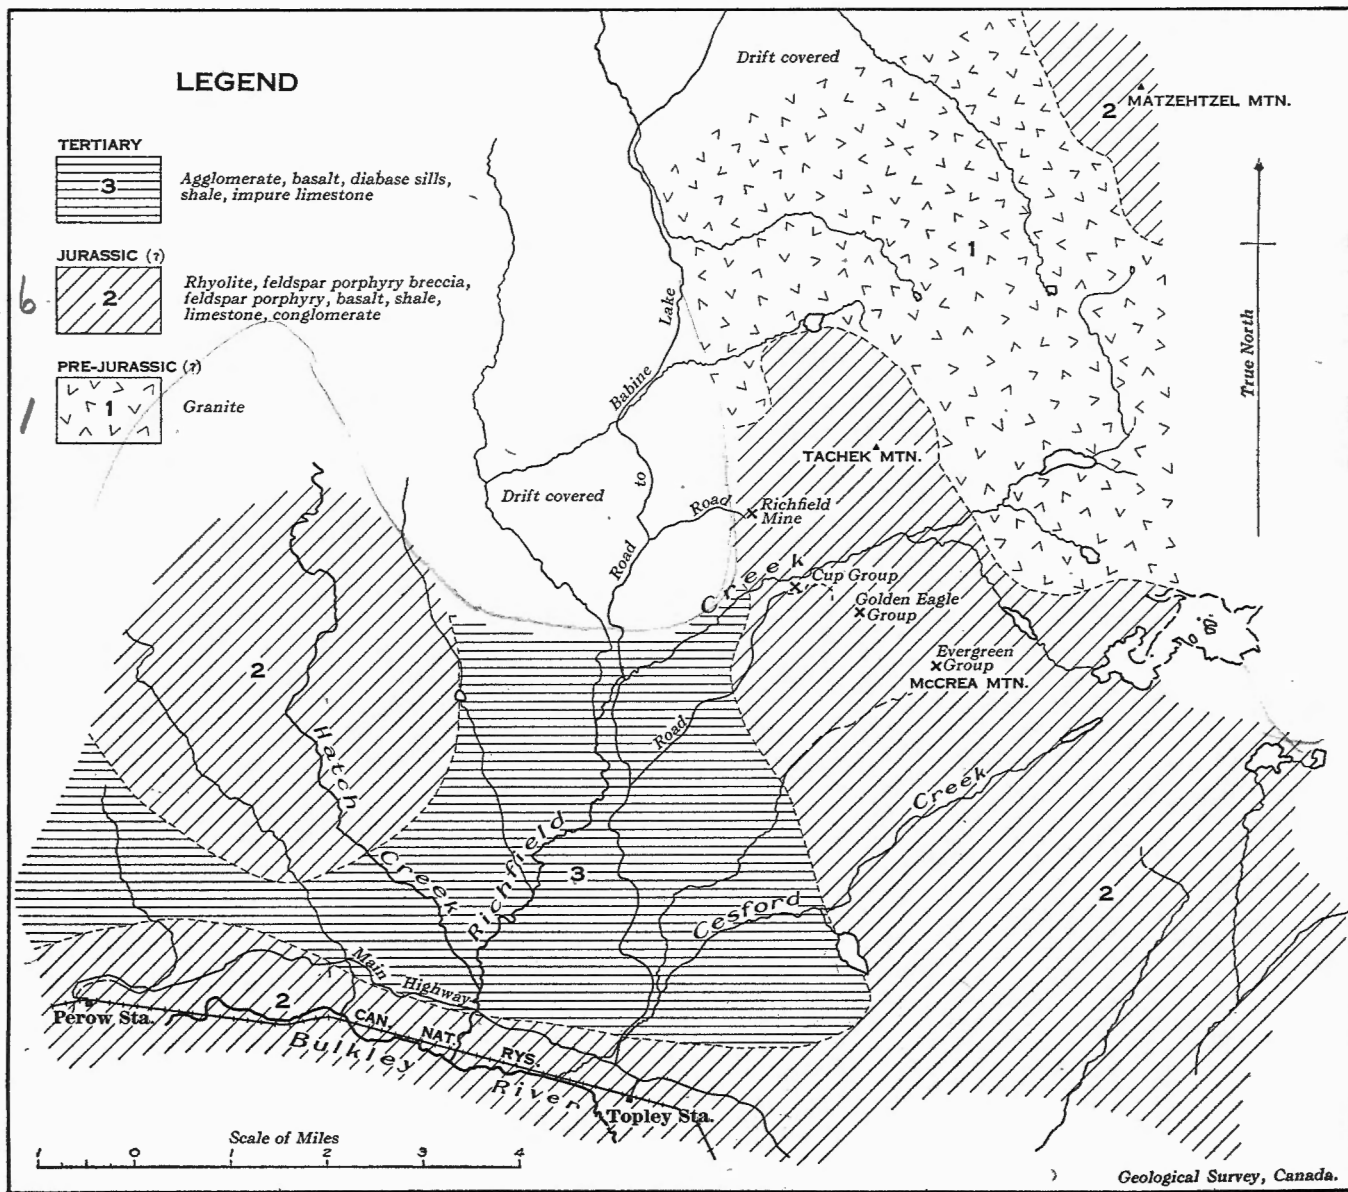 LEGEND
TERTIARY
3
Agglomerate, basalt, diabase sills,
shale, impure limestone
JURASSIC (?)
6
2
Rhyolite, feldspar porphyry breccia,
feldspar porphyry, basalt, shale,
limestone, conglomerate
PRE-JURASSIC (?)
1
1
Granite
Drift covered
2
MATZEHTZEL MTN.
1
True North
Road to Babine Lake
TACHEK MTN.
Drift covered
Road
Richfield
Mine
Cup Group
Golden Eagle
Group
Evergreen
Group
McCREA MTN.
2
Hatch Creek
Richfield Creek
Road
3
Cesford Creek
2
Main Highway
2
Perow Sta.
CAN. NAT. RYS.
Bulkley River
Topley Sta.
Scale of Miles
1 0 1 2 3 4
Geological Survey, Canada.